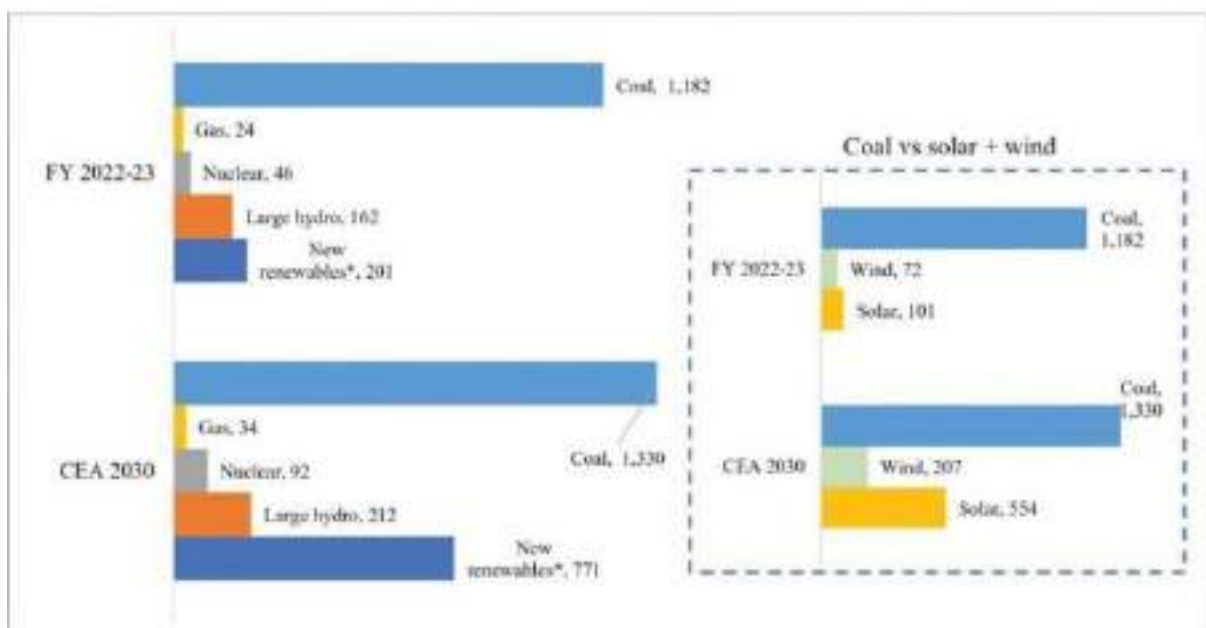 Coal, 1,182
Gas, 24
FY 2022-23
Nuclear, 46
Large hydro, 162
New
renewables*, 201
Gas, 34
Coal, 1,330
CEA 2030
Nuclear, 92
Large hydro, 212
New
renewables*, 771
Coal vs solar + wind
Coal,
1,182
FY 2022-23
Wind, 72
Solar, 101
Coal,
1,330
CEA 2030
Wind, 207
Solar, 554